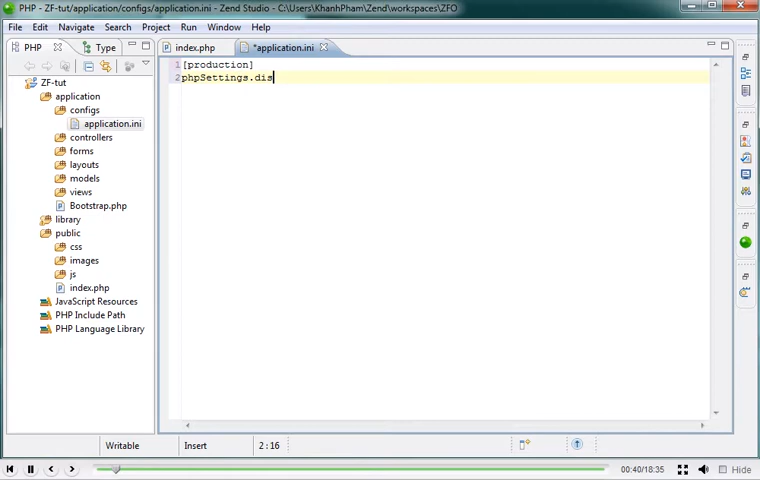 PHP - ZF-tut/application/configs/application.ini - Zend Studio - C:\Users\KhanhPham\Zend\workspaces\ZFO
File Edit Navigate Search Project Run Window Help
PHP Type
index.php *application.ini
ZF-tut
application
configs
application.ini
controllers
forms
layouts
models
views
Bootstrap.php
library
public
css
images
js
index.php
JavaScript Resources
PHP Include Path
PHP Language Library
1 [production]
2 phpSettings.dis
Writable Insert 2:16
00:40/18:35 Hide